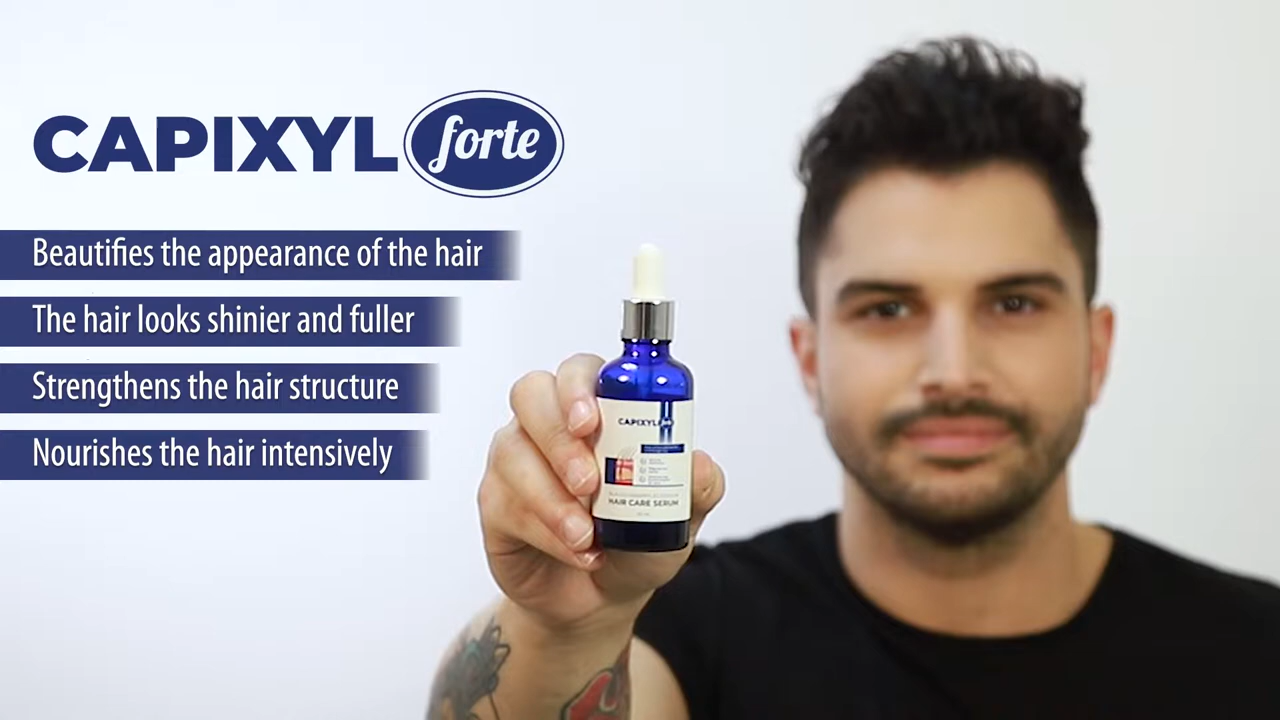 CAPIXYL forte
Beautifies the appearance of the hair
The hair looks shinier and fuller
Strengthens the hair structure
Nourishes the hair intensively
CAPIXYL forte
HAIR CARE SERUM